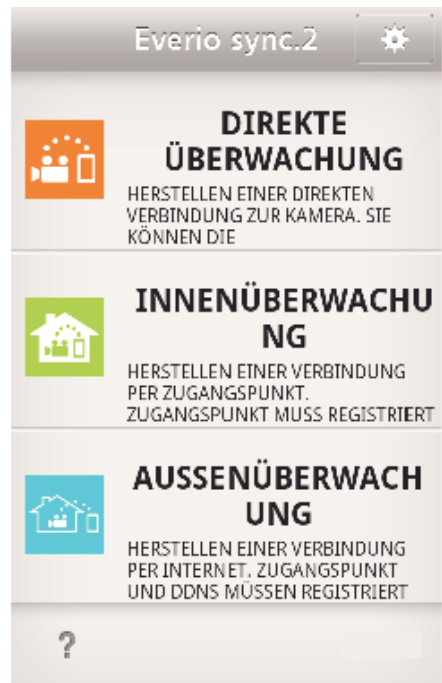 Everio sync.2
DIREKTE
ÜBERWACHUNG
HERSTELLEN EINER DIREKTEN
VERBINDUNG ZUR KAMERA. SIE
KÖNNEN DIE
INNENÜBERWACHU
NG
HERSTELLEN EINER VERBINDUNG
PER ZUGANGSPUNKT.
ZUGANGSPUNKT MUSS REGISTRIERT
AUSSENÜBERWACH
UNG
HERSTELLEN EINER VERBINDUNG
PER INTERNET. ZUGANGSPUNKT
UND DDNS MÜSSEN REGISTRIERT
?